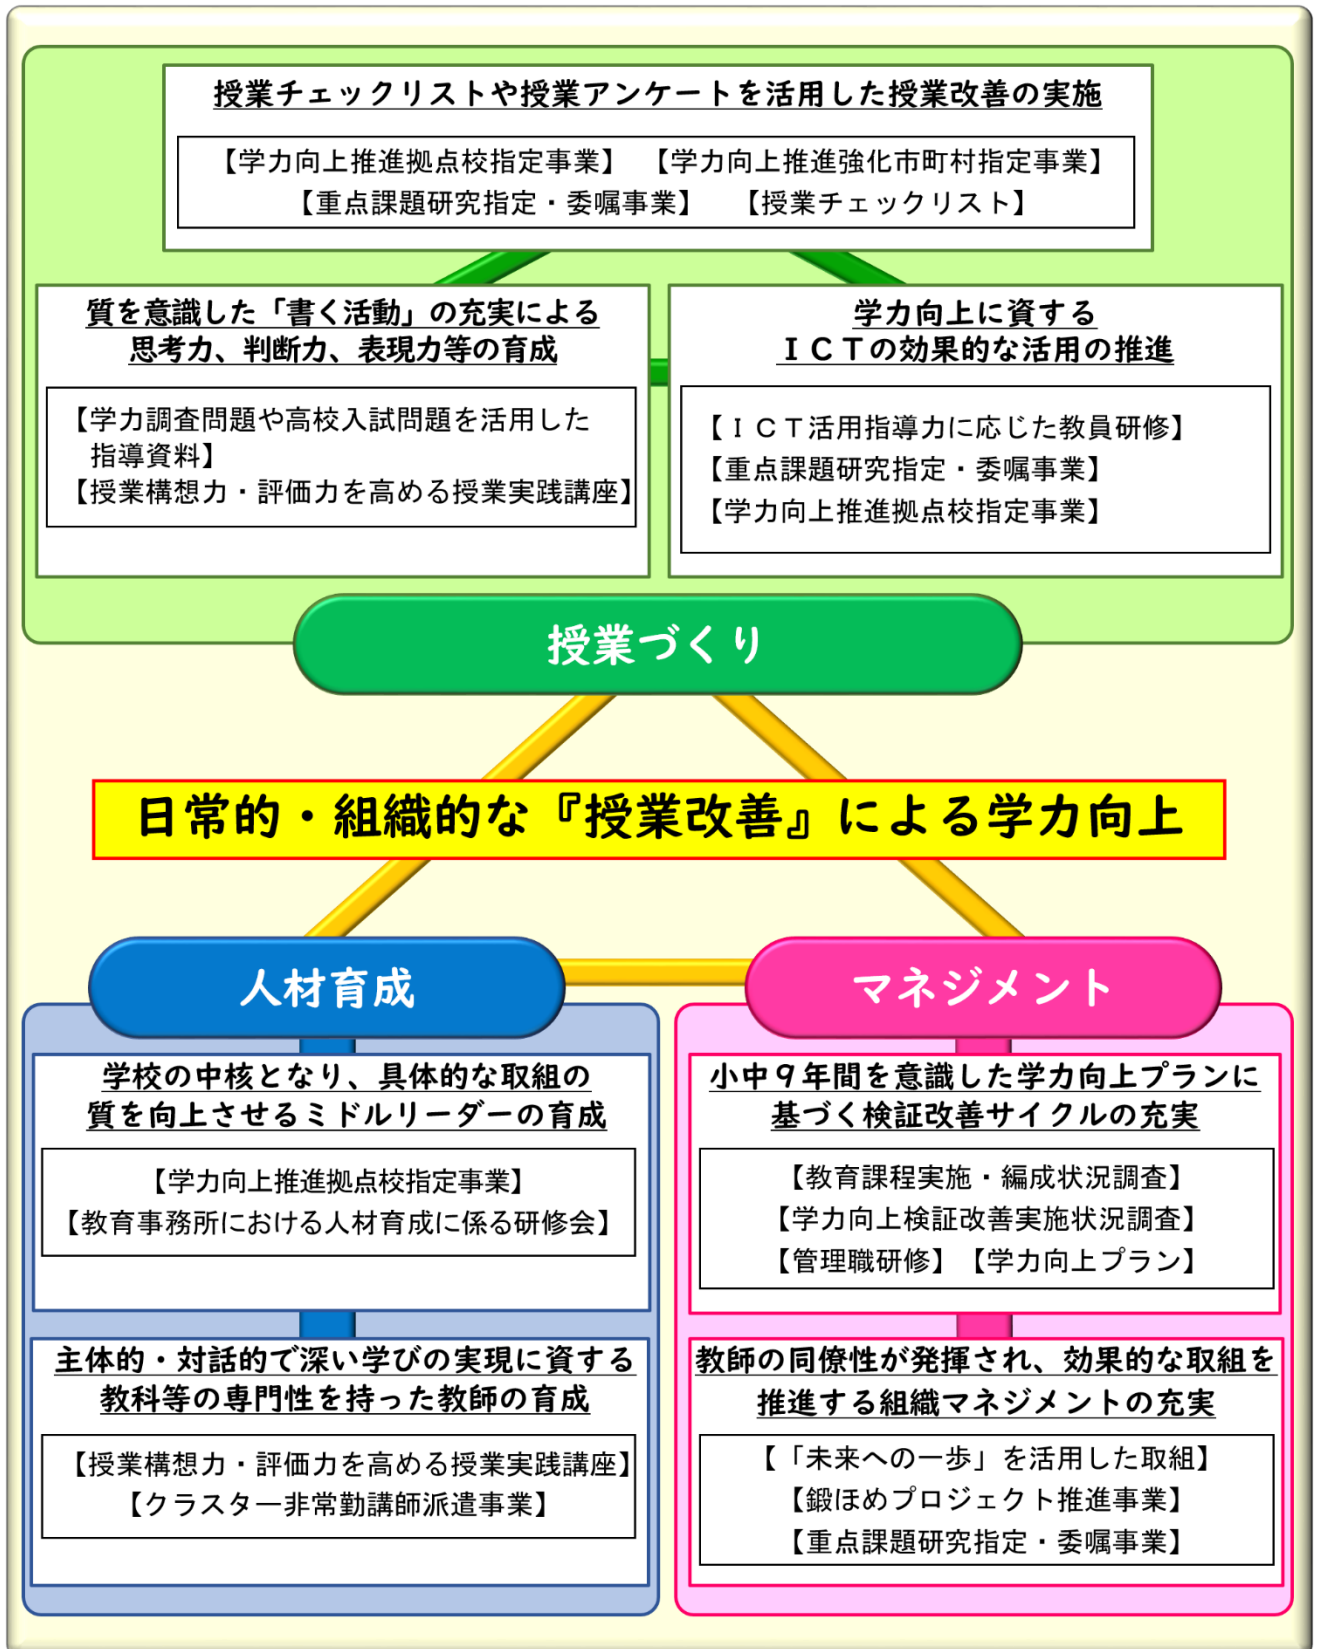 授業チェックリストや授業アンケートを活用した授業改善の実施
【学力向上推進拠点校指定事業】　【学力向上推進強化市町村指定事業】
【重点課題研究指定・委嘱事業】　【授業チェックリスト】
質を意識した「書く活動」の充実による
思考力、判断力、表現力等の育成
【学力調査問題や高校入試問題を活用した
指導資料】
【授業構想力・評価力を高める授業実践講座】
学力向上に資する
ＩＣＴの効果的な活用の推進
【ＩＣＴ活用指導力に応じた教員研修】
【重点課題研究指定・委嘱事業】
【学力向上推進拠点校指定事業】
授業づくり
日常的・組織的な『授業改善』による学力向上
人材育成
学校の中核となり、具体的な取組の
質を向上させるミドルリーダーの育成
【学力向上推進拠点校指定事業】
【教育事務所における人材育成に係る研修会】
主体的・対話的で深い学びの実現に資する
教科等の専門性を持った教師の育成
【授業構想力・評価力を高める授業実践講座】
【クラスター非常勤講師派遣事業】
マネジメント
小中９年間を意識した学力向上プランに
基づく検証改善サイクルの充実
【教育課程実施・編成状況調査】
【学力向上検証改善実施状況調査】
【管理職研修】【学力向上プラン】
教師の同僚性が発揮され、効果的な取組を
推進する組織マネジメントの充実
【「未来への一歩」を活用した取組】
【鍛ほめプロジェクト推進事業】
【重点課題研究指定・委嘱事業】